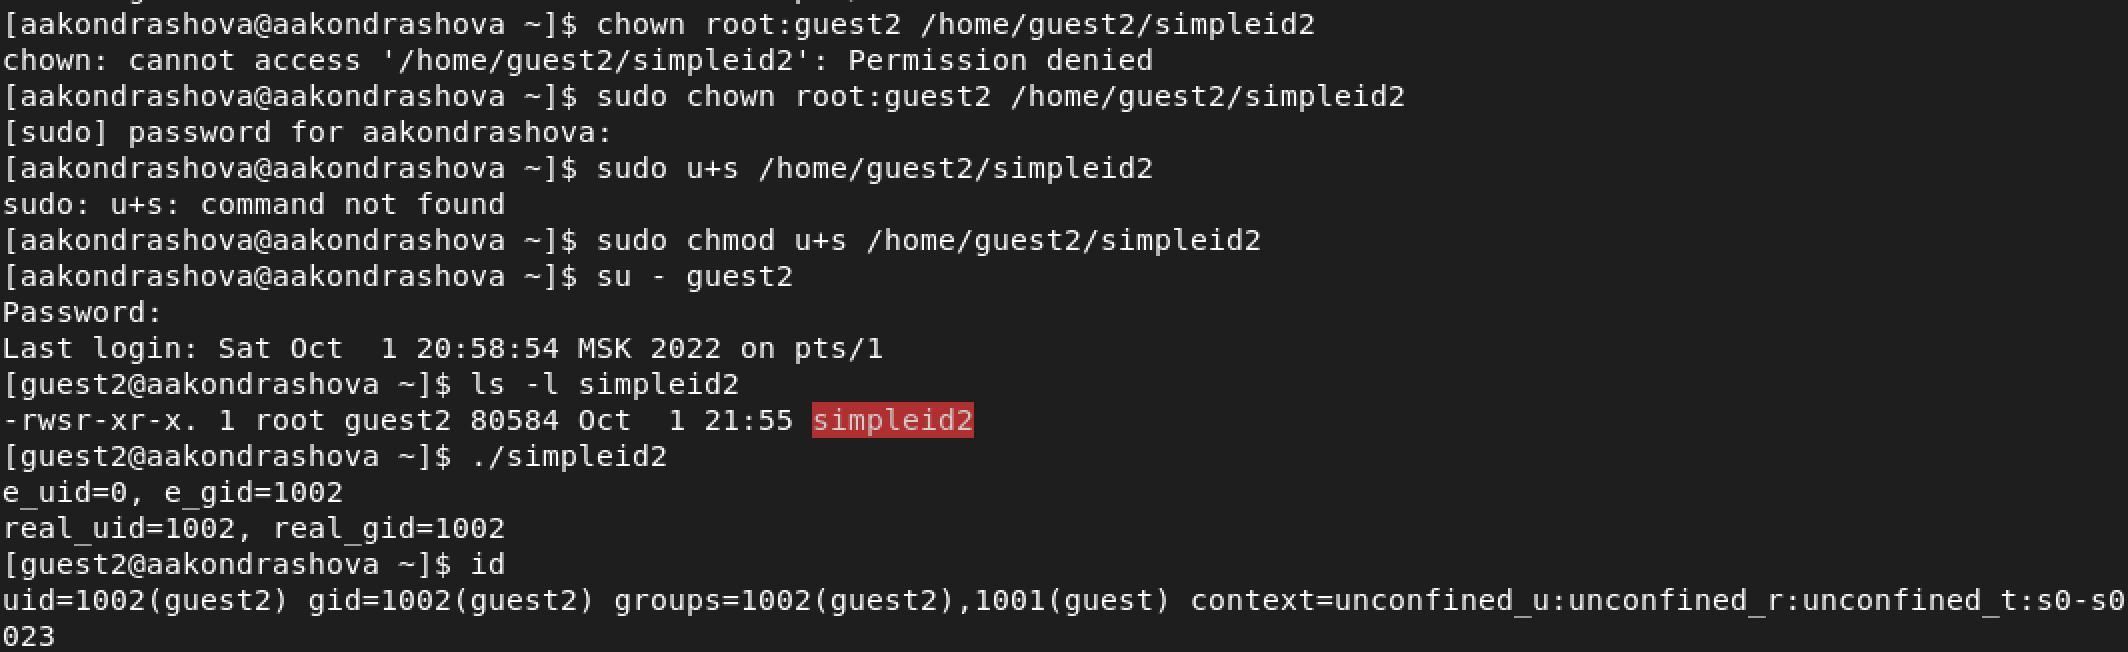 [aakondrashova@aakondrashova ~]$ chown root:guest2 /home/guest2/simpleid2
chown: cannot access '/home/guest2/simpleid2': Permission denied
[aakondrashova@aakondrashova ~]$ sudo chown root:guest2 /home/guest2/simpleid2
[sudo] password for aakondrashova:
[aakondrashova@aakondrashova ~]$ sudo u+s /home/guest2/simpleid2
sudo: u+s: command not found
[aakondrashova@aakondrashova ~]$ sudo chmod u+s /home/guest2/simpleid2
[aakondrashova@aakondrashova ~]$ su - guest2
Password:
Last login: Sat Oct  1 20:58:54 MSK 2022 on pts/1
[guest2@aakondrashova ~]$ ls -l simpleid2
-rwsr-xr-x. 1 root guest2 80584 Oct  1 21:55 simpleid2
[guest2@aakondrashova ~]$ ./simpleid2
e_uid=0, e_gid=1002
real_uid=1002, real_gid=1002
[guest2@aakondrashova ~]$ id
uid=1002(guest2) gid=1002(guest2) groups=1002(guest2),1001(guest) context=unconfined_u:unconfined_r:unconfined_t:s0-s0
023